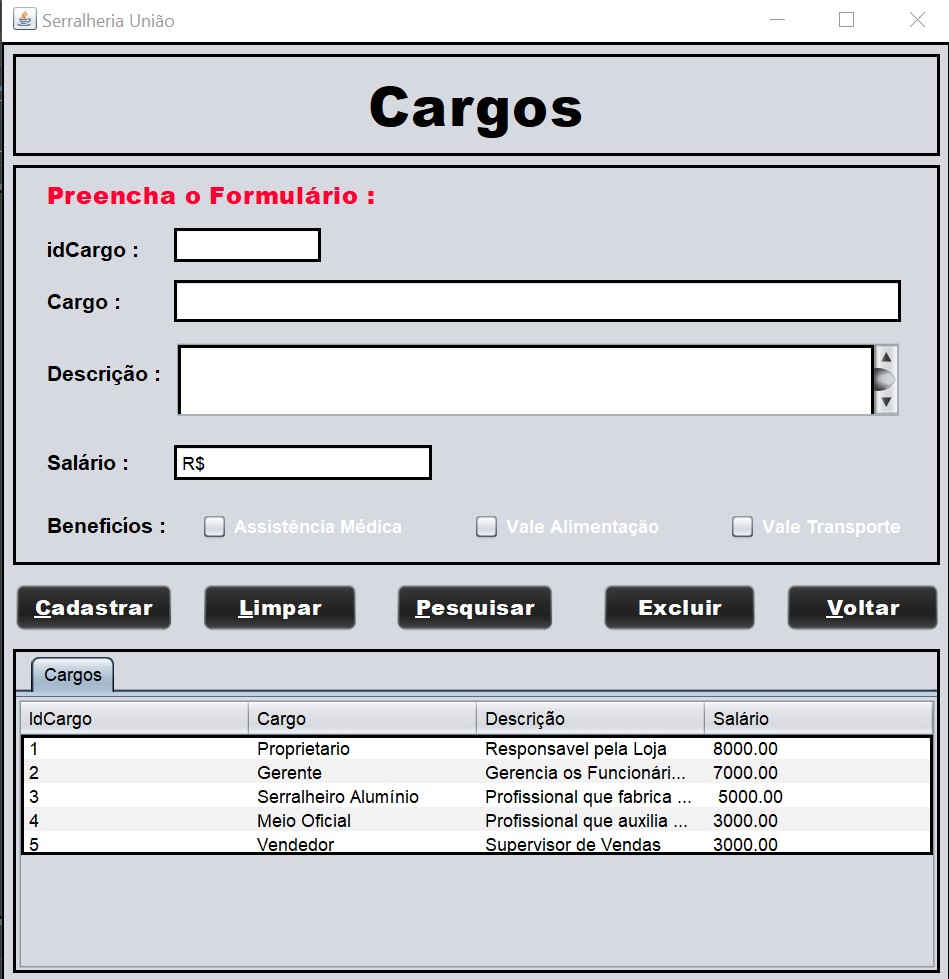 Serralheria União
Cargos
Preencha o Formulário :
idCargo :
Cargo :
Descrição :
Salário : R$
Beneficíos : Assistência Médica Vale Alimentação Vale Transporte
Cadastrar Limpar Pesquisar Excluir Voltar
Cargos
IdCargo Cargo Descrição Salário
1 Proprietario Responsavel pela Loja 8000.00
2 Gerente Gerencia os Funcionári... 7000.00
3 Serralheiro Alumínio Profissional que fabrica ... 5000.00
4 Meio Oficial Profissional que auxilia ... 3000.00
5 Vendedor Supervisor de Vendas 3000.00